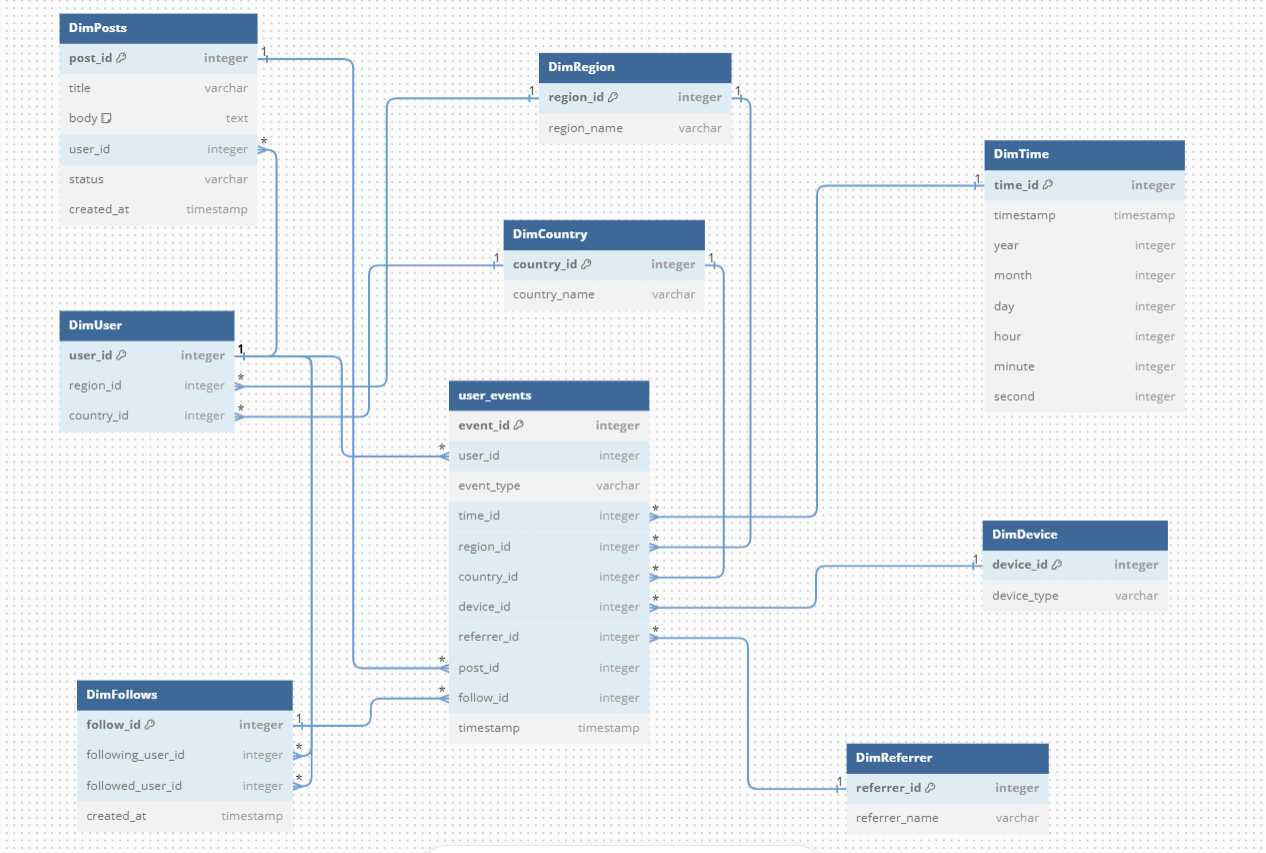 DimPosts
post_id integer
title varchar
body text
user_id integer
status varchar
created_at timestamp
1
*
DimRegion
region_id integer
region_name varchar
1
1
DimTime
time_id integer
timestamp timestamp
year integer
month integer
day integer
hour integer
minute integer
second integer
1
DimCountry
country_id integer
country_name varchar
1
1
DimUser
user_id integer
region_id integer
country_id integer
1
*
*
user_events
event_id integer
user_id integer
event_type varchar
time_id integer
region_id integer
country_id integer
device_id integer
referrer_id integer
post_id integer
follow_id integer
timestamp timestamp
*
*
*
*
*
*
*
*
DimDevice
device_id integer
device_type varchar
1
DimFollows
follow_id integer
following_user_id integer
followed_user_id integer
created_at timestamp
1
*
*
DimReferrer
referrer_id integer
referrer_name varchar
1